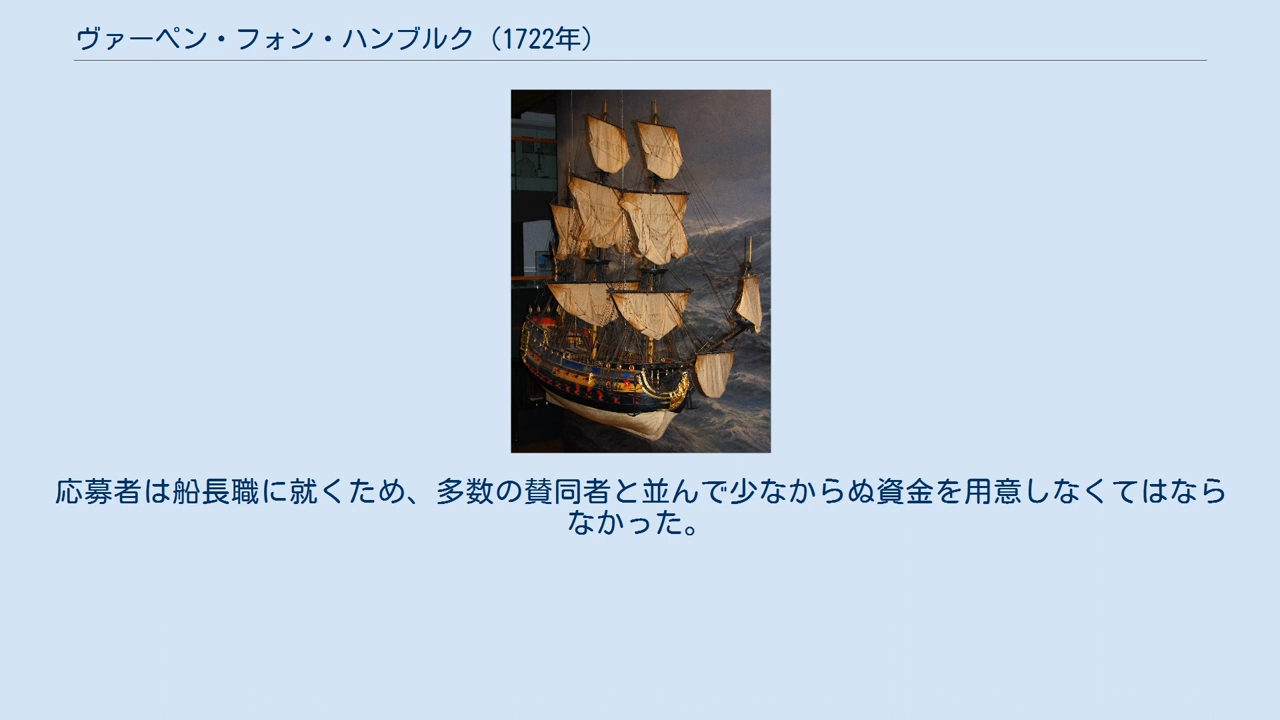 ヴァーペン・フォン・ハンブルク（1722年）
応募者は船長職に就くため、多数の賛同者と並んで少なからぬ資金を用意しなくてはなら
なかった。